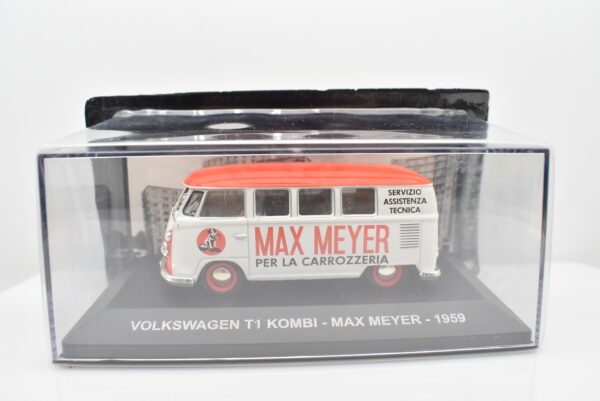 SERVIZIO
ASSISTENZA
TECNICA
MAX MEYER
PER LA CARROZZERIA
VOLKSWAGEN T1 KOMBI - MAX MEYER - 1959